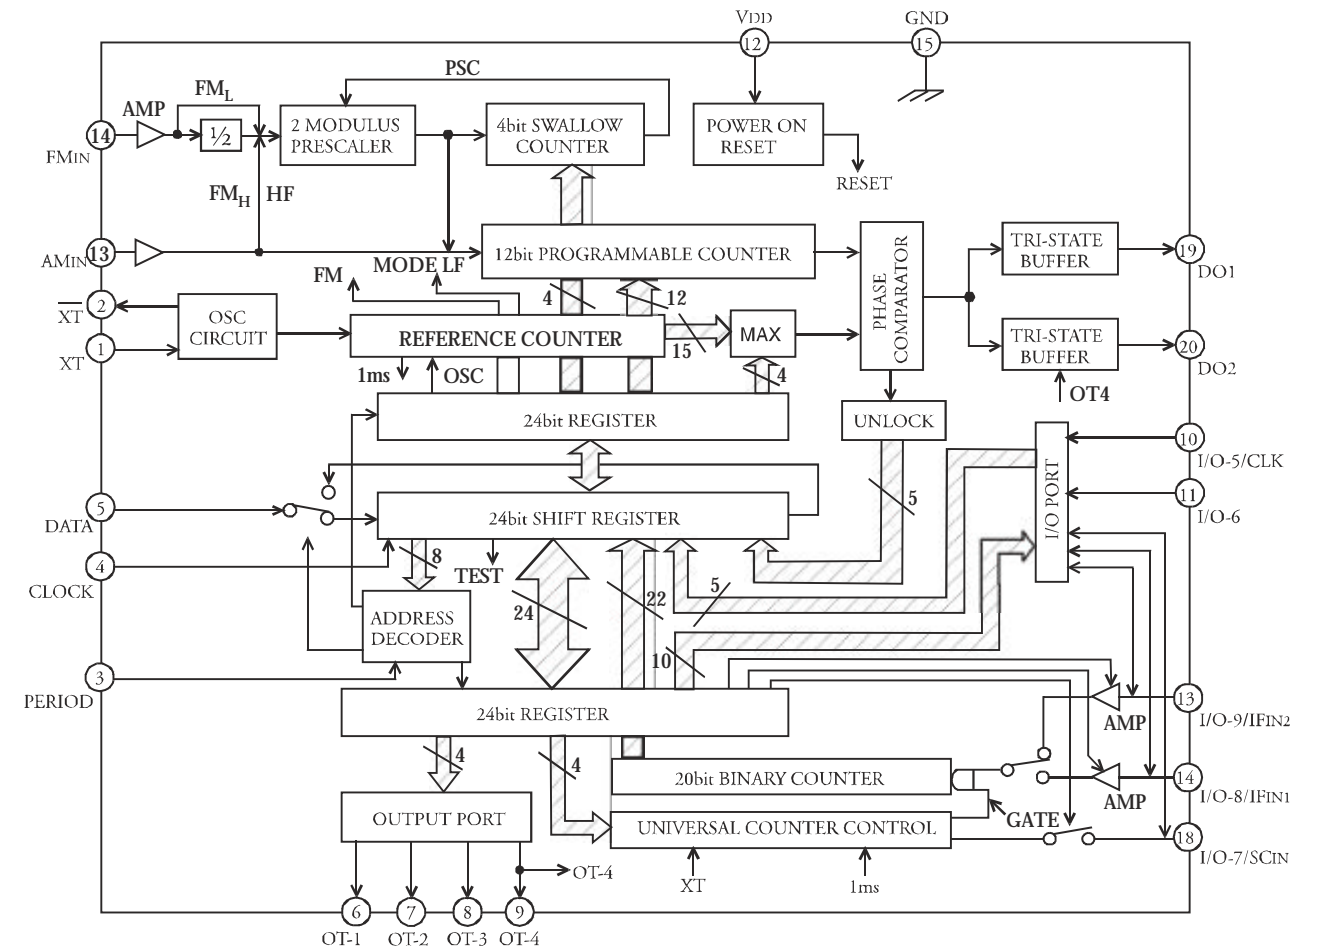 VDD
GND
12
15
PSC
FML
AMP
14
FMIN
1/2
2 MODULUS
PRESCALER
4bit SWALLOW
COUNTER
POWER ON
RESET
RESET
FMH
HF
13
AMIN
12bit PROGRAMMABLE COUNTER
PHASE COMPARATOR
TRI-STATE
BUFFER
19
DO1
FM
MODE LF
4
12
2
XT
OSC
CIRCUIT
REFERENCE COUNTER
15
MAX
TRI-STATE
BUFFER
20
DO2
1
XT
1ms
OSC
4
OT4
24bit REGISTER
UNLOCK
10
I/O-5/CLK
5
DATA
24bit SHIFT REGISTER
5
I/O PORT
11
I/O-6
4
CLOCK
8
TEST
24
22
5
ADDRESS
DECODER
10
3
PERIOD
24bit REGISTER
AMP
13
I/O-9/IFIN2
4
4
20bit BINARY COUNTER
AMP
14
I/O-8/IFIN1
OUTPUT PORT
UNIVERSAL COUNTER CONTROL
GATE
18
I/O-7/SCIN
OT-4
XT
1ms
6
7
8
9
OT-1
OT-2
OT-3
OT-4